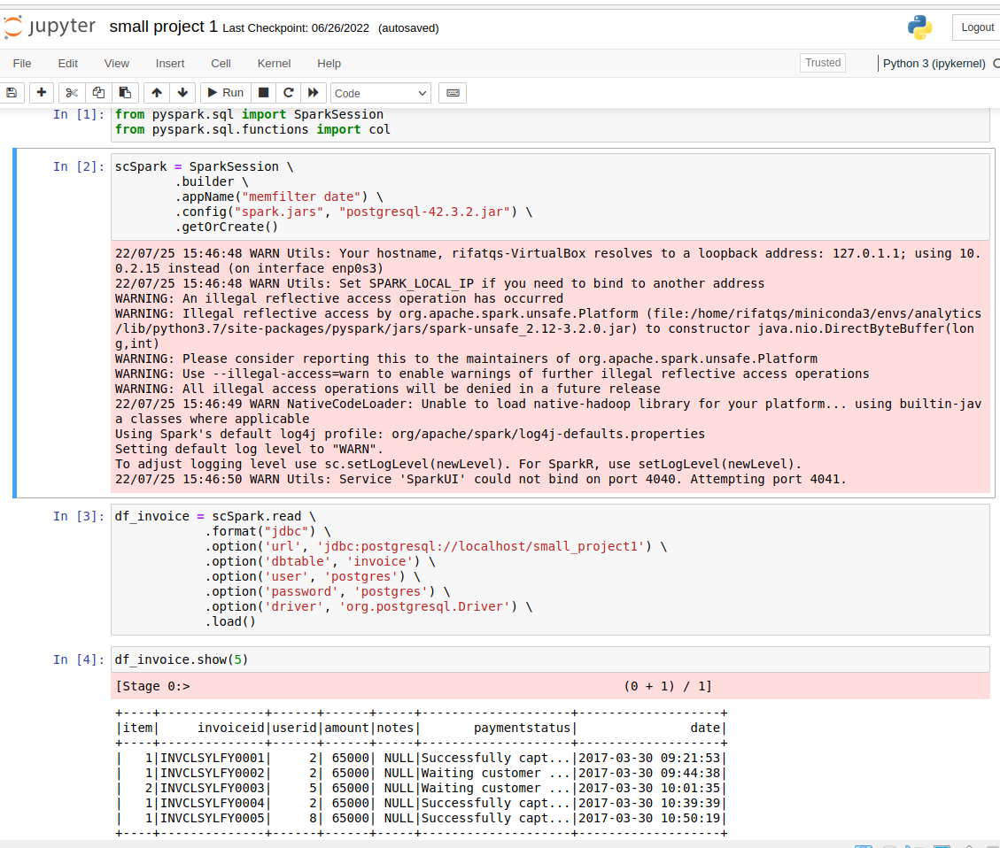 jupyter small project 1 Last Checkpoint: 06/26/2022 (autosaved)
Logout
File Edit View Insert Cell Kernel Help Trusted Python 3 (ipykernel)
Run Code
In [1]: from pyspark.sql import SparkSession
from pyspark.sql.functions import col
In [2]: scSpark = SparkSession \
.builder \
.appName("memfilter date") \
.config("spark.jars", "postgresql-42.3.2.jar") \
.getOrCreate()
22/07/25 15:46:48 WARN Utils: Your hostname, rifatqs-VirtualBox resolves to a loopback address: 127.0.1.1; using 10.
0.2.15 instead (on interface enp0s3)
22/07/25 15:46:48 WARN Utils: Set SPARK_LOCAL_IP if you need to bind to another address
WARNING: An illegal reflective access operation has occurred
WARNING: Illegal reflective access by org.apache.spark.unsafe.Platform (file:/home/rifatqs/miniconda3/envs/analytics
/lib/python3.7/site-packages/pyspark/jars/spark-unsafe_2.12-3.2.0.jar) to constructor java.nio.DirectByteBuffer(lon
g,int)
WARNING: Please consider reporting this to the maintainers of org.apache.spark.unsafe.Platform
WARNING: Use --illegal-access=warn to enable warnings of further illegal reflective access operations
WARNING: All illegal access operations will be denied in a future release
22/07/25 15:46:49 WARN NativeCodeLoader: Unable to load native-hadoop library for your platform... using builtin-jav
a classes where applicable
Using Spark's default log4j profile: org/apache/spark/log4j-defaults.properties
Setting default log level to "WARN".
To adjust logging level use sc.setLogLevel(newLevel). For SparkR, use setLogLevel(newLevel).
22/07/25 15:46:50 WARN Utils: Service 'SparkUI' could not bind on port 4040. Attempting port 4041.
In [3]: df_invoice = scSpark.read \
.format("jdbc") \
.option('url', 'jdbc:postgresql://localhost/small_project1') \
.option('dbtable', 'invoice') \
.option('user', 'postgres') \
.option('password', 'postgres') \
.option('driver', 'org.postgresql.Driver') \
.load()
In [4]: df_invoice.show(5)
[Stage 0:> (0 + 1) / 1]
+----+--------------+------+------+-----+--------------------+-------------------+
|item| invoiceid|userid|amount|notes| paymentstatus| date|
+----+--------------+------+------+-----+--------------------+-------------------+
| 1|INVCLSYLFY0001| 2| 65000| NULL|Successfully capt...|2017-03-30 09:21:53|
| 1|INVCLSYLFY0002| 2| 65000| NULL|Waiting customer ...|2017-03-30 09:44:38|
| 2|INVCLSYLFY0003| 5| 65000| NULL|Waiting customer ...|2017-03-30 10:01:35|
| 1|INVCLSYLFY0004| 2| 65000| NULL|Successfully capt...|2017-03-30 10:39:39|
| 1|INVCLSYLFY0005| 8| 65000| NULL|Successfully capt...|2017-03-30 10:50:19|
+----+--------------+------+------+-----+--------------------+-------------------+